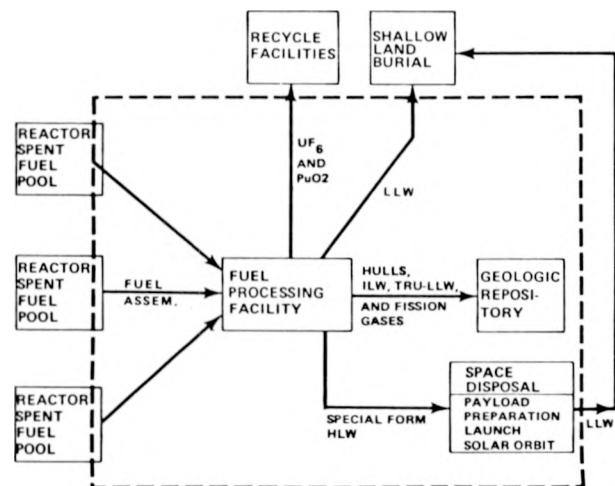 RECYCLE
FACILITIES
SHALLOW
LAND
BURIAL
REACTOR
SPENT
FUEL
POOL
UF6
AND
PuO2
LLW
REACTOR
SPENT
FUEL
POOL
FUEL
ASSEM.
FUEL
PROCESSING
FACILITY
HULLS,
ILW, TRU-LLW,
AND FISSION
GASES
GEOLOGIC
REPOSI-
TORY
REACTOR
SPENT
FUEL
POOL
SPECIAL FORM
HLW
SPACE
DISPOSAL
PAYLOAD
PREPARATION
LAUNCH
SOLAR ORBIT
LLW